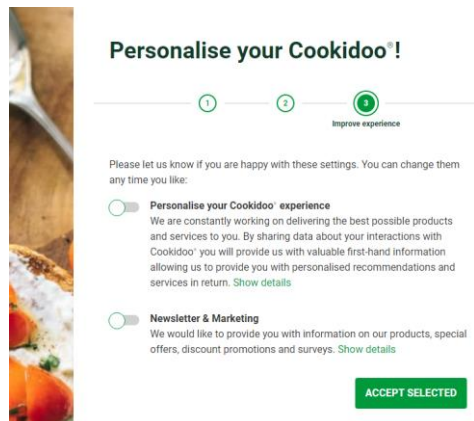 Personalise your Cookidoo®!
1 2 3
Improve experience
Please let us know if you are happy with these settings. You can change them
any time you like:
Personalise your Cookidoo® experience
We are constantly working on delivering the best possible products
and services to you. By sharing data about your interactions with
Cookidoo® you will provide us with valuable first-hand information
allowing us to provide you with personalised recommendations and
services in return. Show details
Newsletter & Marketing
We would like to provide you with information on our products, special
offers, discount promotions and surveys. Show details
ACCEPT SELECTED